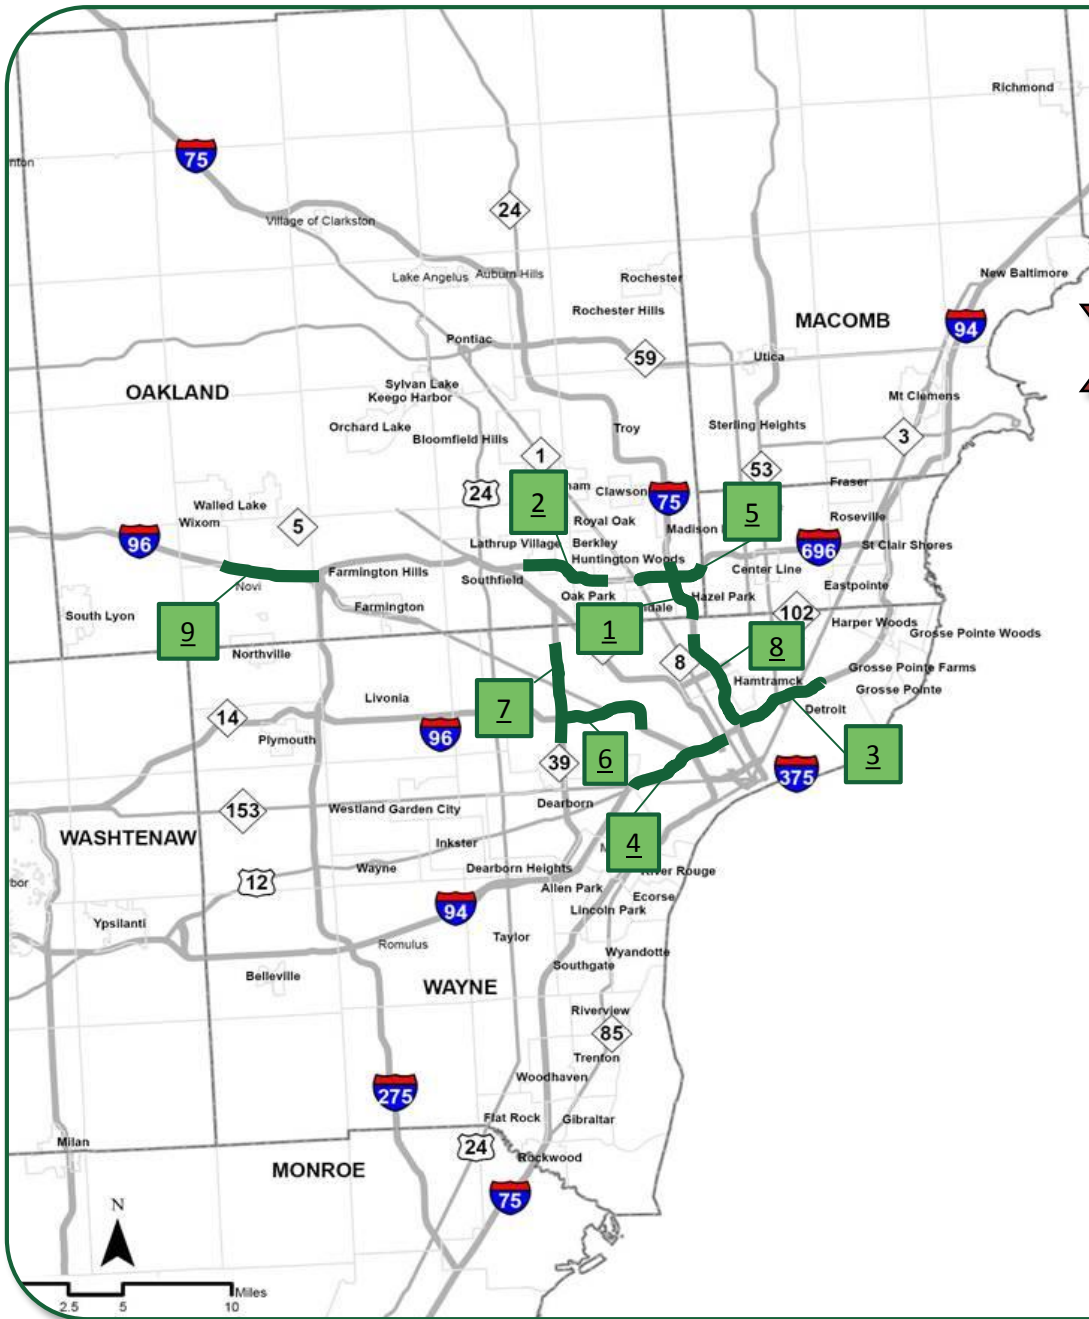 Richmond
75
24
Village of Clarkston
New Baltimore
Lake Angelus
Auburn Hills
Rochester
Rochester Hills
MACOMB
94
Pontiac
59
Utica
OAKLAND
Sylvan Lake
Keego Harbor
Mt Clemens
Orchard Lake
Bloomfield Hills
Troy
Sterling Heights
3
1
53
24
2
Clawson
75
5
Fraser
Walled Lake
Wixom
5
Royal Oak
Roseville
96
Lathrup Village
Berkley
696
St Clair Shores
Huntington Woods
Center Line
Farmington Hills
Southfield
Eastpointe
Novi
Oak Park
Hazel Park
South Lyon
9
Farmington
1
102
Harper Woods
Grosse Pointe Woods
Northville
8
8
Grosse Pointe Farms
Hamtramck
Grosse Pointe
Livonia
7
Detroit
14
96
Plymouth
6
39
3
375
153
Westland
Garden City
Dearborn
WASHTENAW
Inkster
4
12
Wayne
Dearborn Heights
River Rouge
Allen Park
94
Ecorse
Lincoln Park
Ypsilanti
Romulus
Taylor
Wyandotte
Southgate
Belleville
WAYNE
Riverview
85
Trenton
Woodhaven
275
Flat Rock
Gibraltar
Milan
24
Rockwood
MONROE
75
N
Miles
2.5 5 10